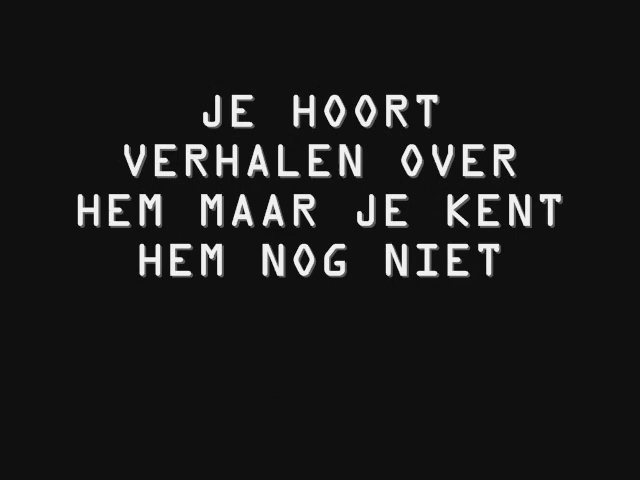 JE HOORT
VERHALEN OVER
HEM MAAR JE KENT
HEM NOG NIET